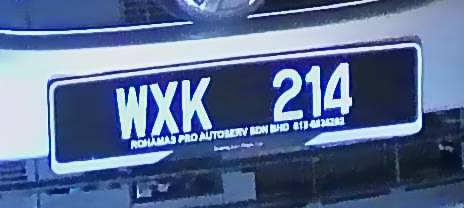 WXK 214
ROHAMAS PRO AUTOSERV SDN BHD